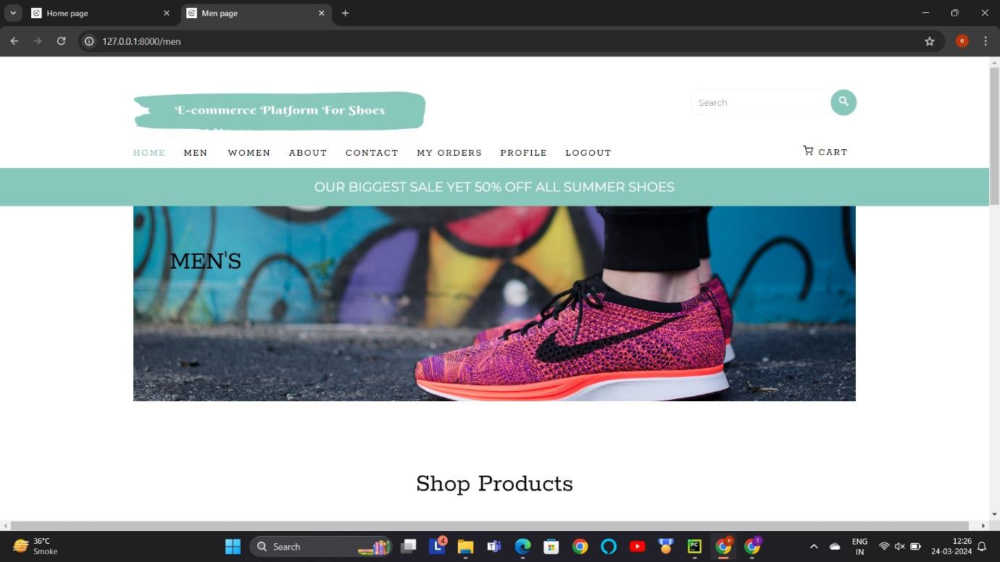 Home page
Men page
127.0.0.1:8000/men
E-commerce Platform For Shoes
Search
HOME MEN WOMEN ABOUT CONTACT MY ORDERS PROFILE LOGOUT CART
OUR BIGGEST SALE YET 50% OFF ALL SUMMER SHOES
MEN'S
Shop Products
36°C
Smoke
Search
4
PC
e
T
ENG
IN
12:26
24-03-2024